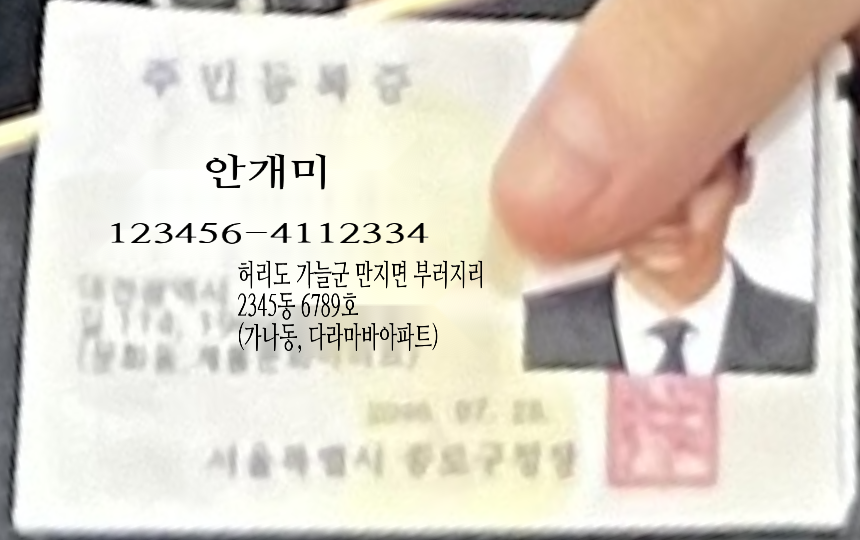 주민등록증
안개미
123456-4112334
허리도 가늘군 만지면 부러지리
2345동 6789호
(가나동, 다라마바아파트)
서울특별시 종로구청장